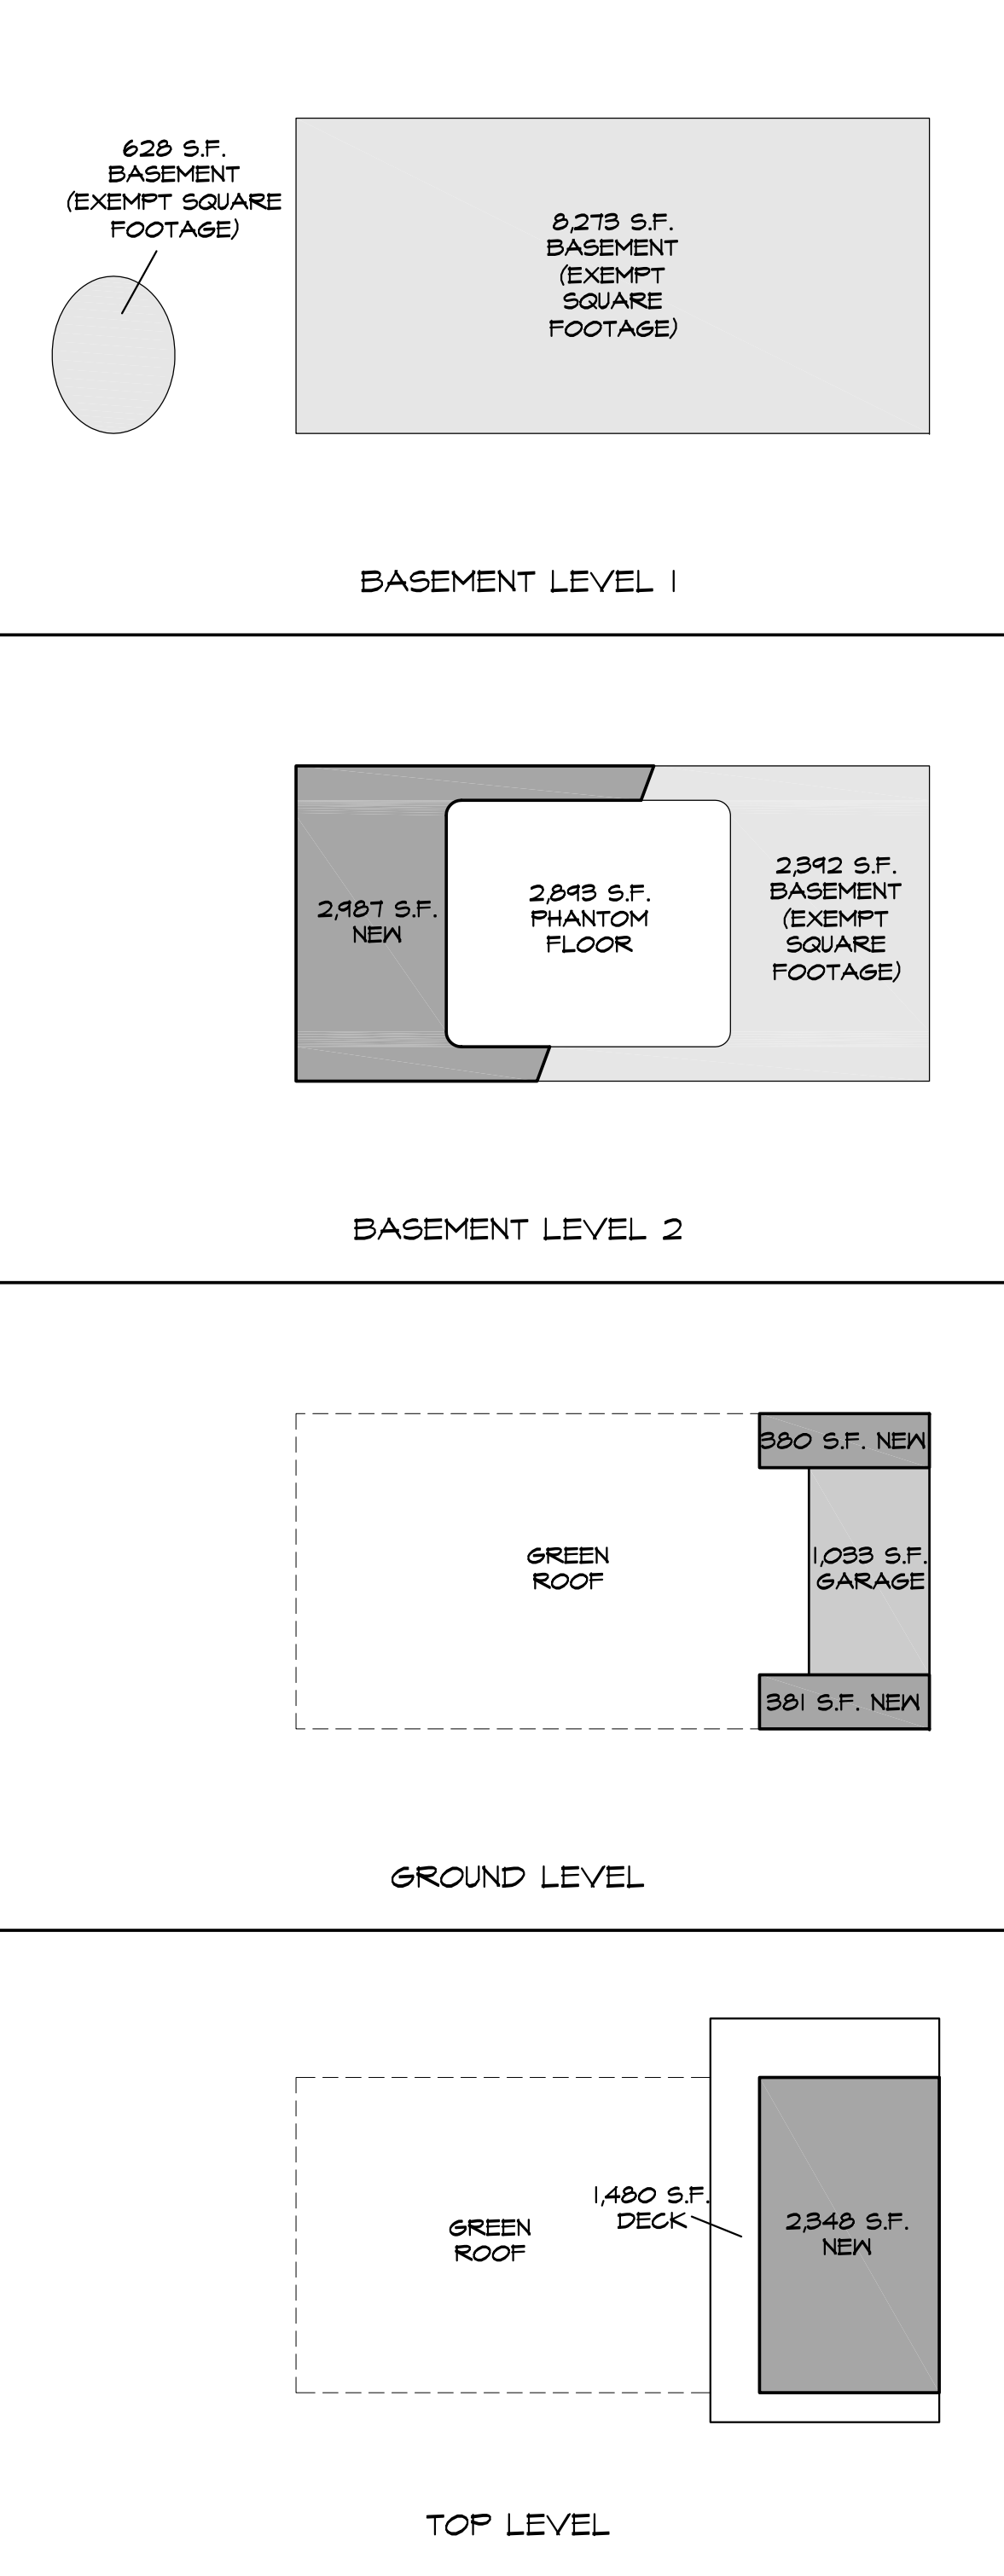 628 S.F.
BASEMENT
(EXEMPT SQUARE
FOOTAGE)
8,273 S.F.
BASEMENT
(EXEMPT
SQUARE
FOOTAGE)
BASEMENT LEVEL 1
2,987 S.F.
NEW
2,893 S.F.
PHANTOM
FLOOR
2,392 S.F.
BASEMENT
(EXEMPT
SQUARE
FOOTAGE)
BASEMENT LEVEL 2
380 S.F. NEW
GREEN
ROOF
1,033 S.F.
GARAGE
381 S.F. NEW
GROUND LEVEL
1,480 S.F.
DECK
GREEN
ROOF
2,348 S.F.
NEW
TOP LEVEL